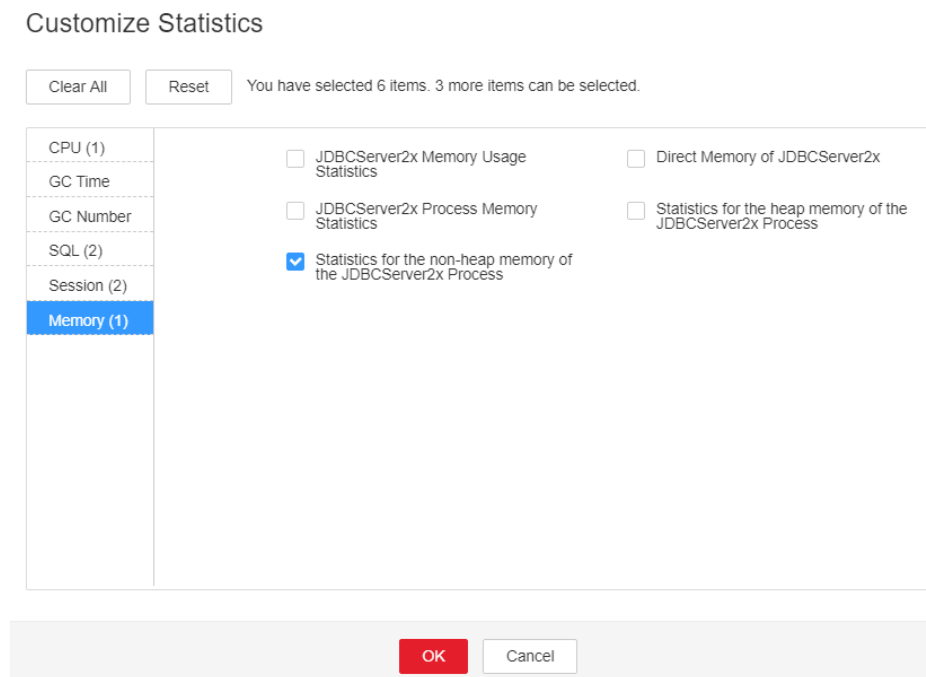 Customize Statistics
Clear All
Reset
You have selected 6 items. 3 more items can be selected.
CPU (1)
GC Time
GC Number
SQL (2)
Session (2)
Memory (1)
JDBCServer2x Memory Usage
Statistics
Direct Memory of JDBCServer2x
JDBCServer2x Process Memory
Statistics
Statistics for the heap memory of the
JDBCServer2x Process
Statistics for the non-heap memory of
the JDBCServer2x Process
OK
Cancel